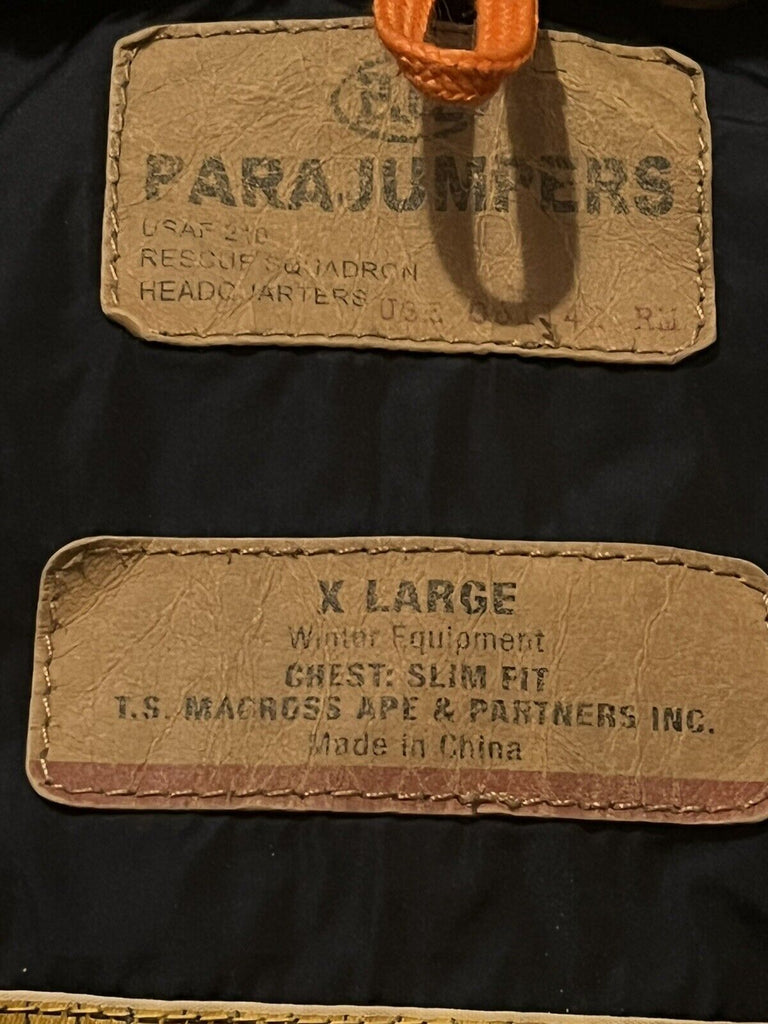 PJS
PARAJUMPERS
USAF 210
RESCUE SQUADRON
HEADQUARTERS
X LARGE
Winter Equipment
CHEST: SLIM FIT
T.S. MACROSS APE & PARTNERS INC.
Made in China